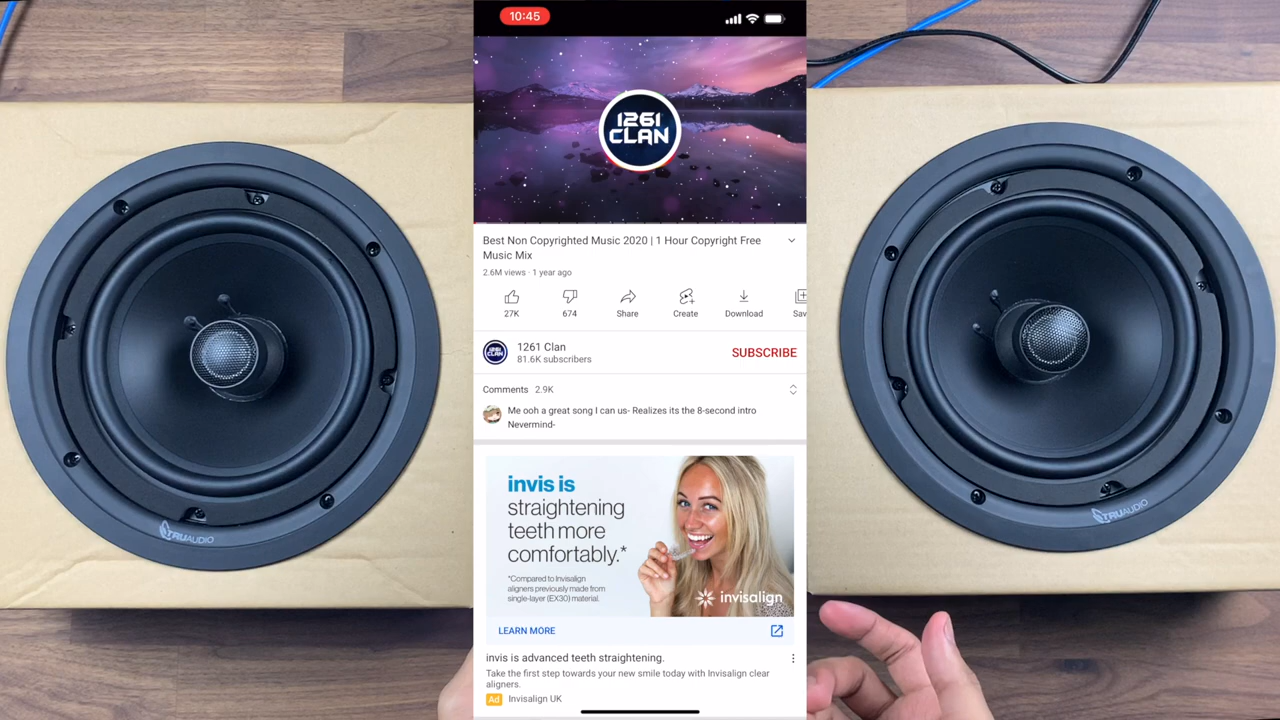 10:45
1261
CLAN
Best Non Copyrighted Music 2020 | 1 Hour Copyright Free
Music Mix
2.6M views · 1 year ago
27K
674
Share
Create
Download
Sav
1261 Clan
81.6K subscribers
SUBSCRIBE
Comments 2.9K
Me ooh a great song I can us- Realizes its the 8-second intro
Nevermind-
invis is
straightening
teeth more
comfortably.*
*Compared to Invisalign
aligners previously made from
single-layer (EX30) material.
invisalign
LEARN MORE
invis is advanced teeth straightening.
Take the first step towards your new smile today with Invisalign clear
aligners.
Ad Invisalign UK
TRUAUDIO
TRUAUDIO